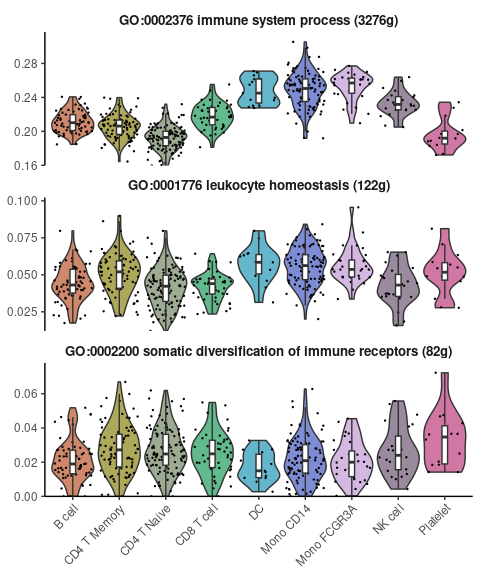 GO:0002376 immune system process (3276g)
0.28
0.24
0.20
0.16
GO:0001776 leukocyte homeostasis (122g)
0.100
0.075
0.050
0.025
GO:0002200 somatic diversification of immune receptors (82g)
0.06
0.04
0.02
0.00
B cell
CD4 T Memory
CD4 T Naive
CD8 T cell
DC
Mono CD14
Mono FCGR3A
NK cell
Platelet